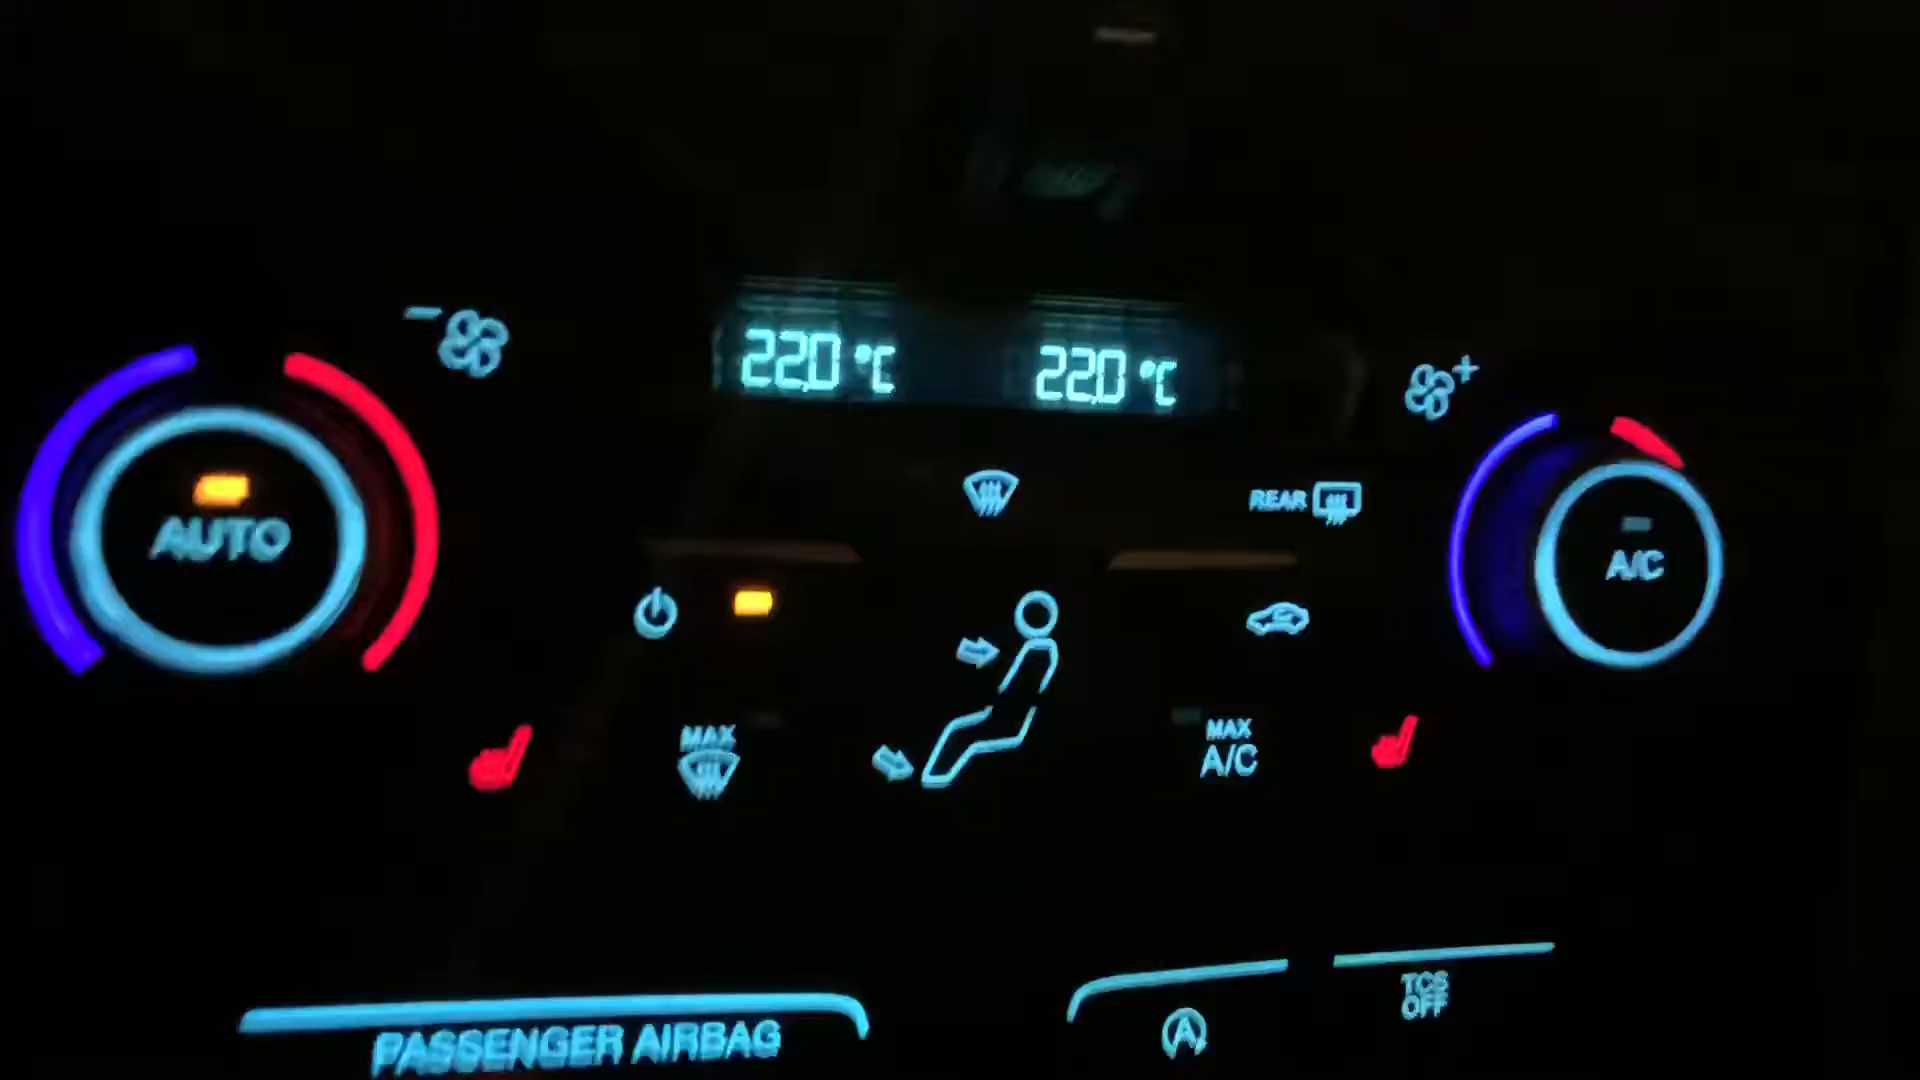 22.0 °C
22.0 °C
REAR
AUTO
A/C
MAX
MAX
A/C
TCS
OFF
A
PASSENGER AIRBAG